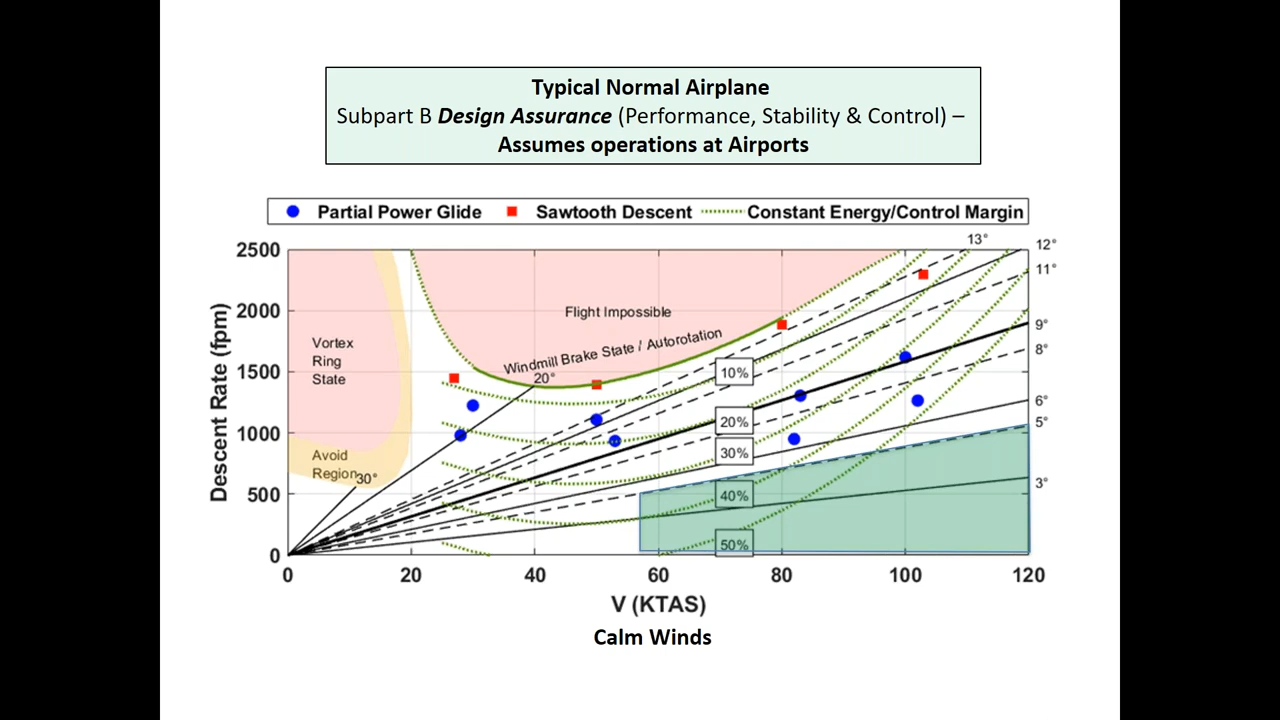 Typical Normal Airplane
Subpart B Design Assurance (Performance, Stability & Control) –
Assumes operations at Airports
Partial Power Glide
Sawtooth Descent
Constant Energy/Control Margin
Descent Rate (fpm)
2500
2000
1500
1000
500
0
13°
12°
11°
9°
8°
6°
5°
3°
Flight Impossible
Windmill Brake State / Autorotation
20°
Vortex
Ring
State
Avoid
Region
30°
10%
20%
30%
40%
50%
0 20 40 60 80 100 120
V (KTAS)
Calm Winds